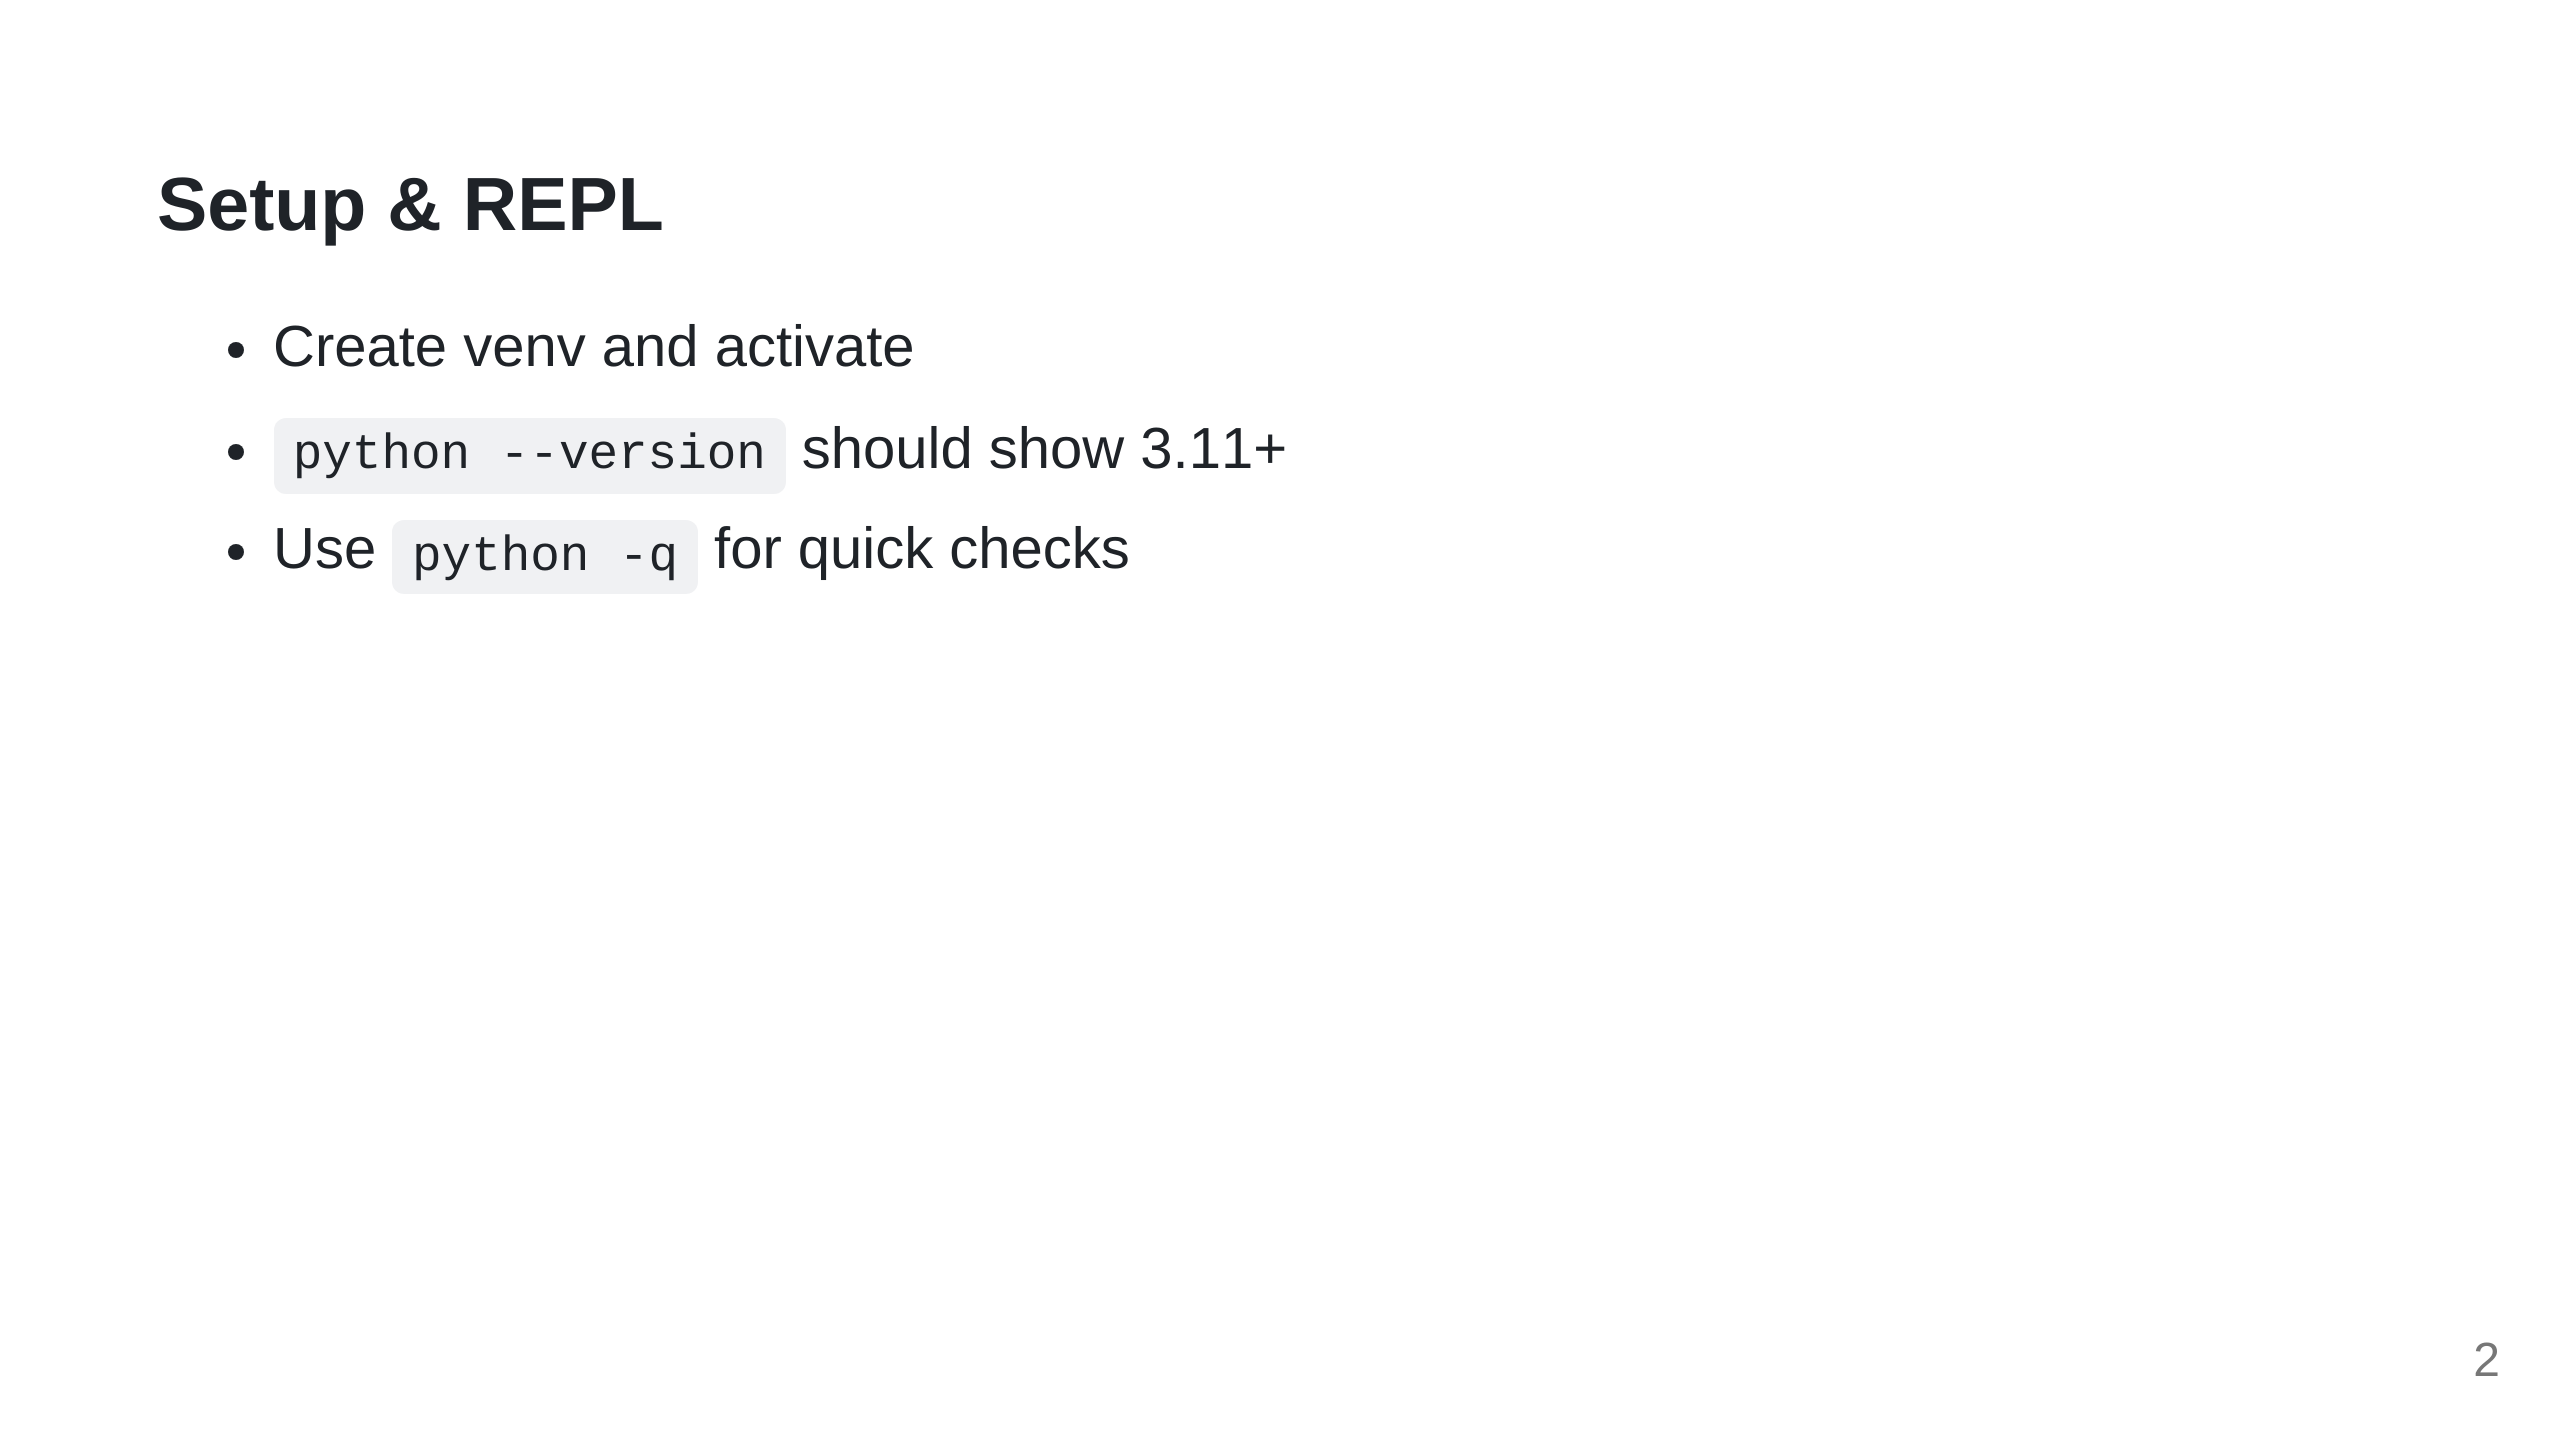 Setup & REPL
Create venv and activate
python --version should show 3.11+
Use python -q for quick checks
2